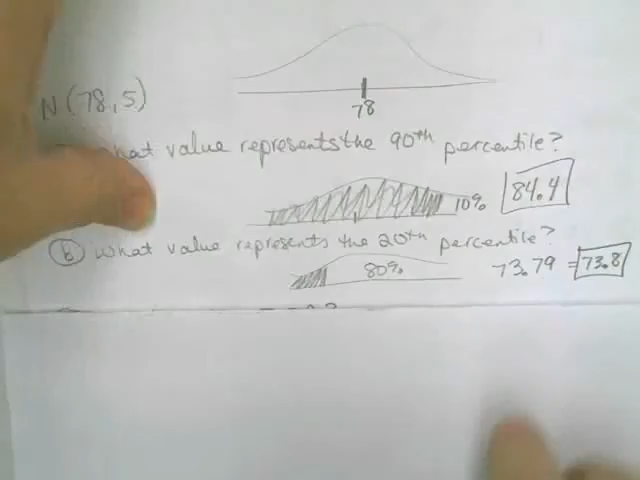 N(78,5)
78
what value represents the 90th percentile?
10% 84.4
b What value represents the 20th percentile?
80% 73.79 = 73.8